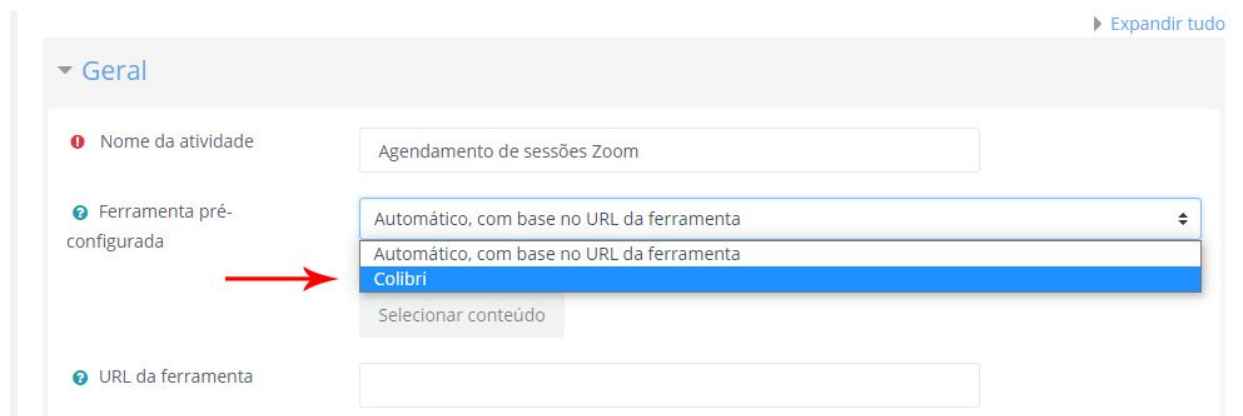 Expandir tudo
Geral
Nome da atividade
Agendamento de sessões Zoom
Ferramenta pré-
configurada
Automático, com base no URL da ferramenta
Automático, com base no URL da ferramenta
Colibri
Selecionar conteúdo
URL da ferramenta